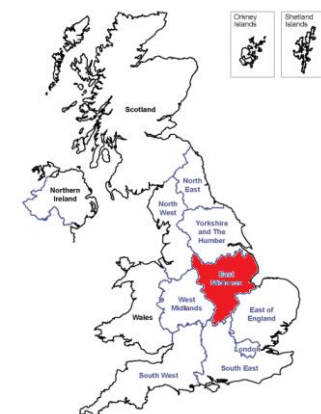 Orkney
Islands
Shetland
Islands
Scotland
Northern
Ireland
North
East
North
West
Yorkshire
and The
Humber
East
Midlands
West
Midlands
East of
England
Wales
London
South East
South West